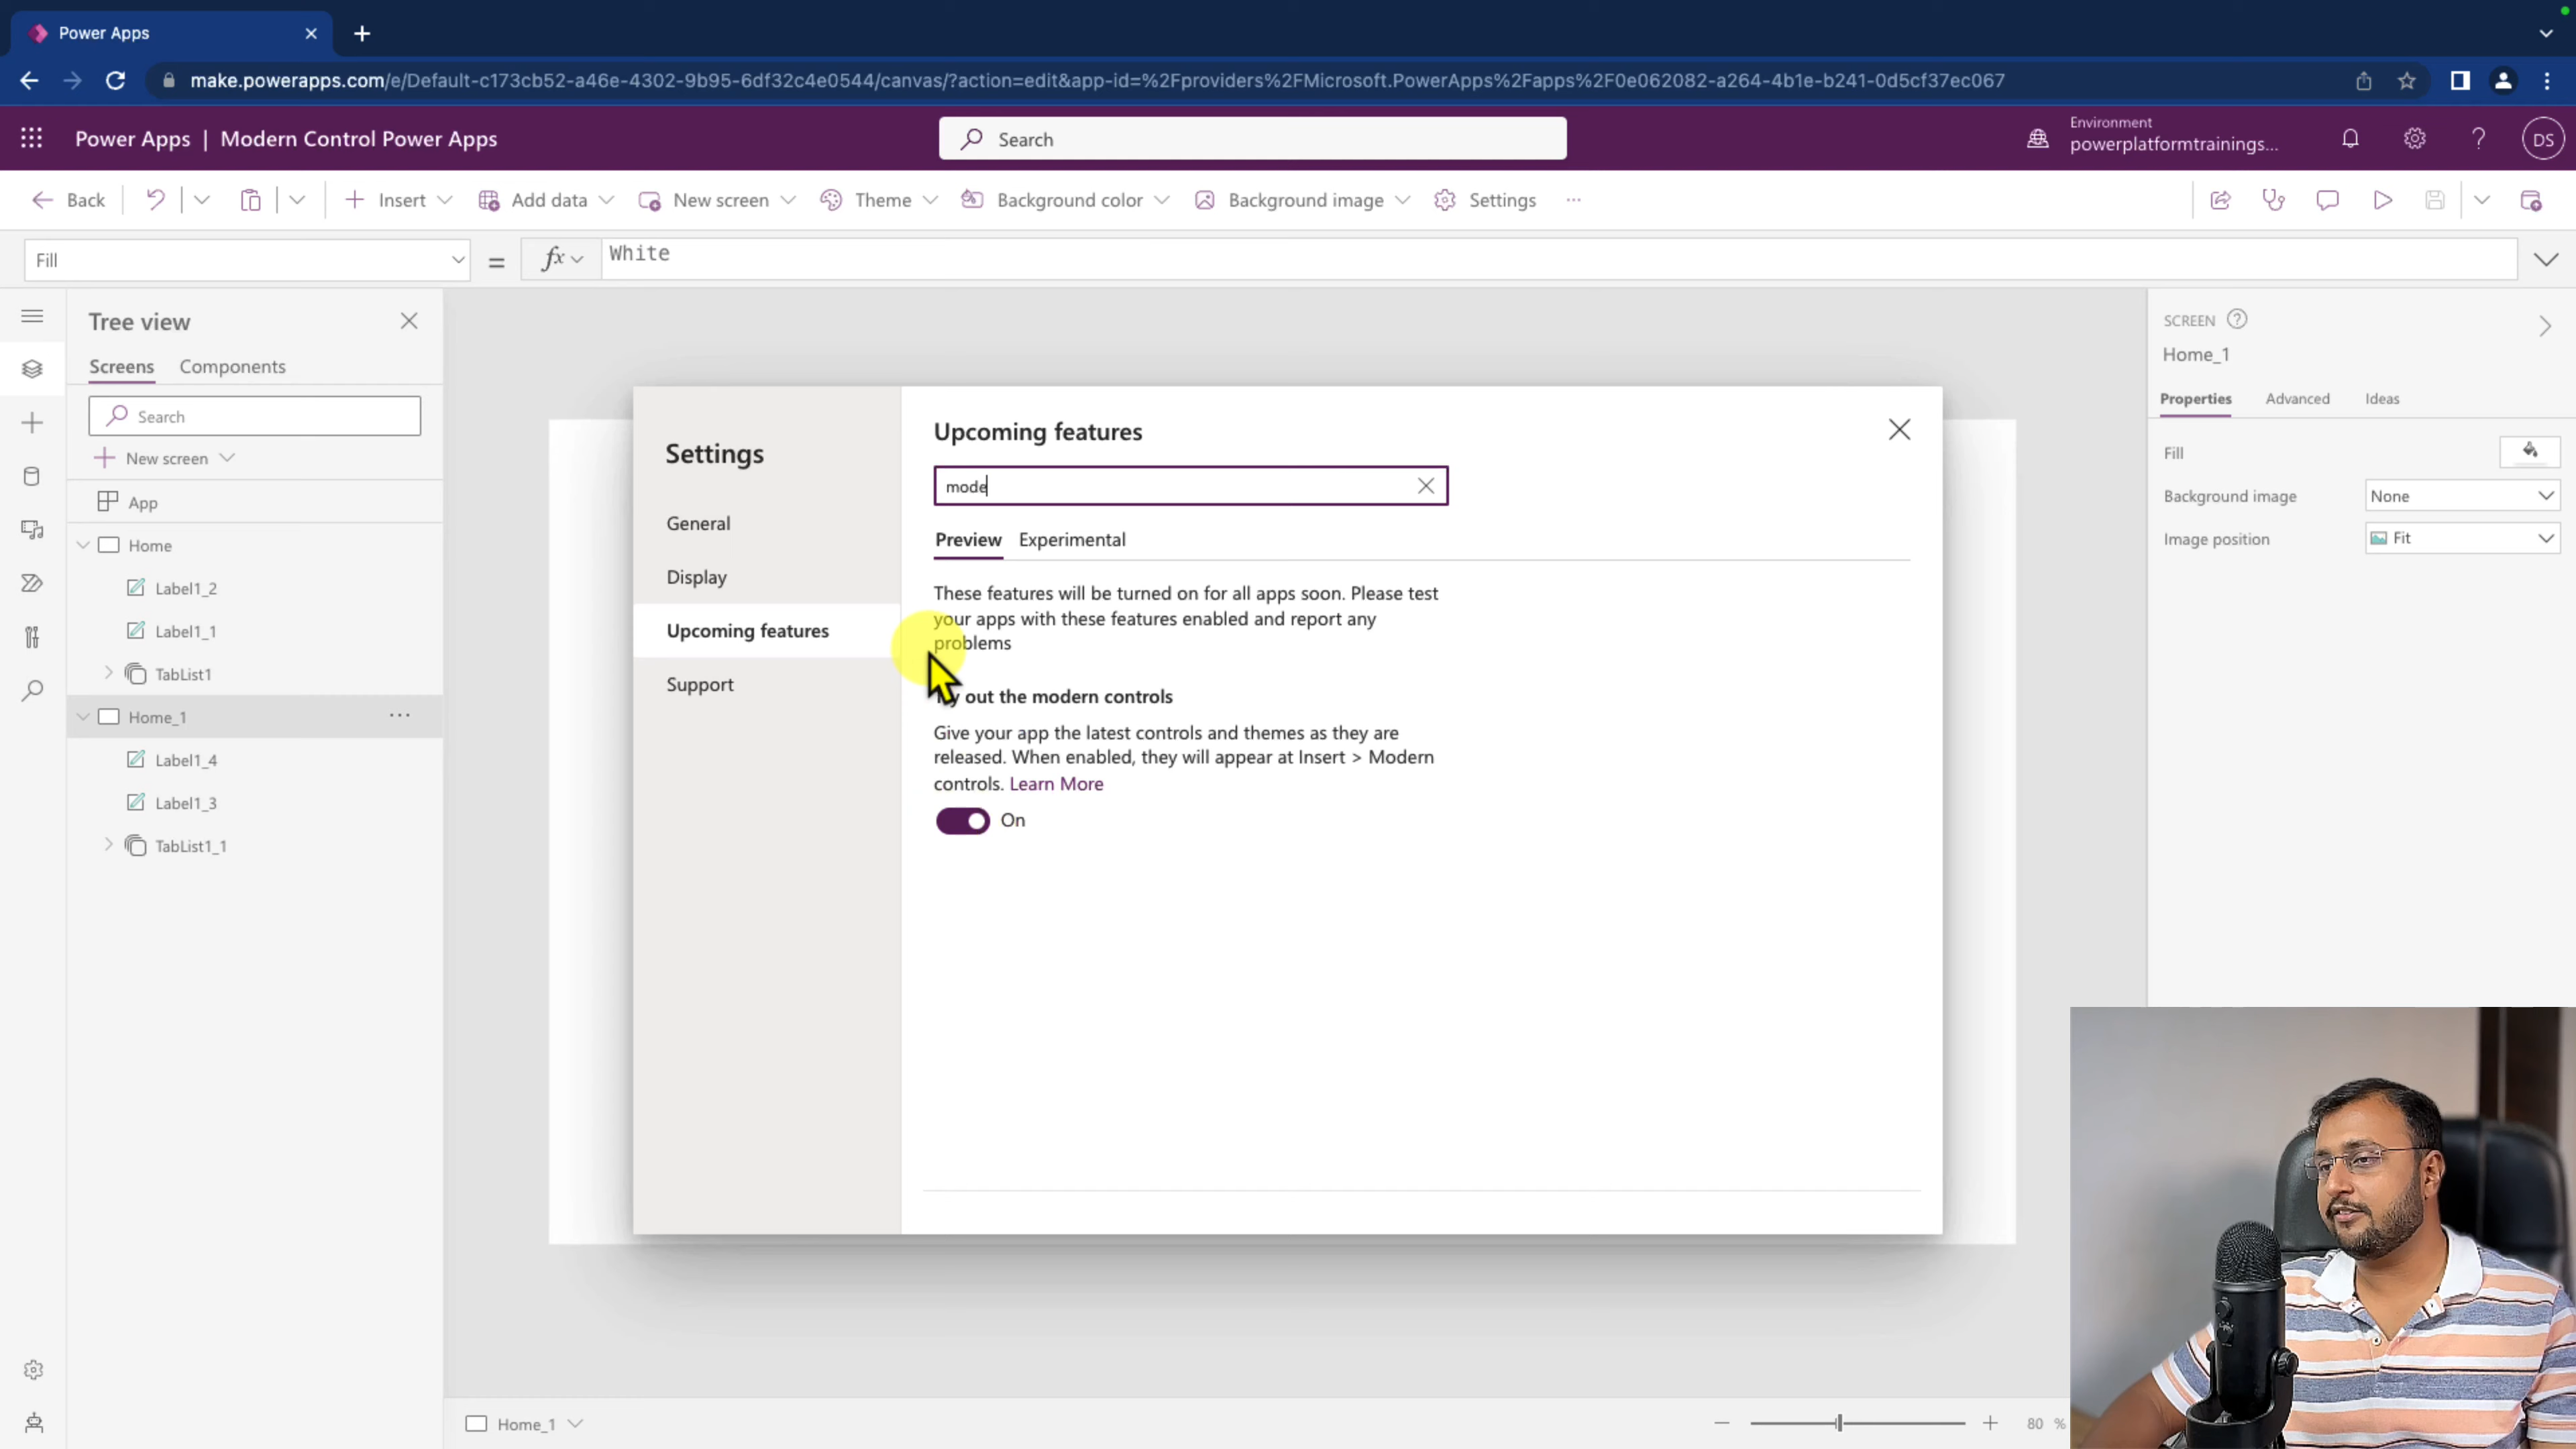 Power Apps
make.powerapps.com/e/Default-c173cb52-a46e-4302-9b95-6df32c4e0544/canvas/?action=edit&app-id=%2Fproviders%2FMicrosoft.PowerApps%2Fapps%2F0e062082-a264-4b1e-b241-0d5cf37ec067
Power Apps | Modern Control Power Apps
Search
Environment
powerplatformtrainings...
DS
Back
Insert
Add data
New screen
Theme
Background color
Background image
Settings
Fill
=
fx
White
Tree view
Screens
Components
Search
New screen
App
Home
Label1_2
Label1_1
TabList1
Home_1
Label1_4
Label1_3
TabList1_1
Settings
General
Display
Upcoming features
Support
Upcoming features
mode
Preview
Experimental
These features will be turned on for all apps soon. Please test
your apps with these features enabled and report any
problems
out the modern controls
Give your app the latest controls and themes as they are
released. When enabled, they will appear at Insert > Modern
controls. Learn More
On
SCREEN
Home_1
Properties
Advanced
Ideas
Fill
Background image
None
Image position
Fit
Home_1
80 %